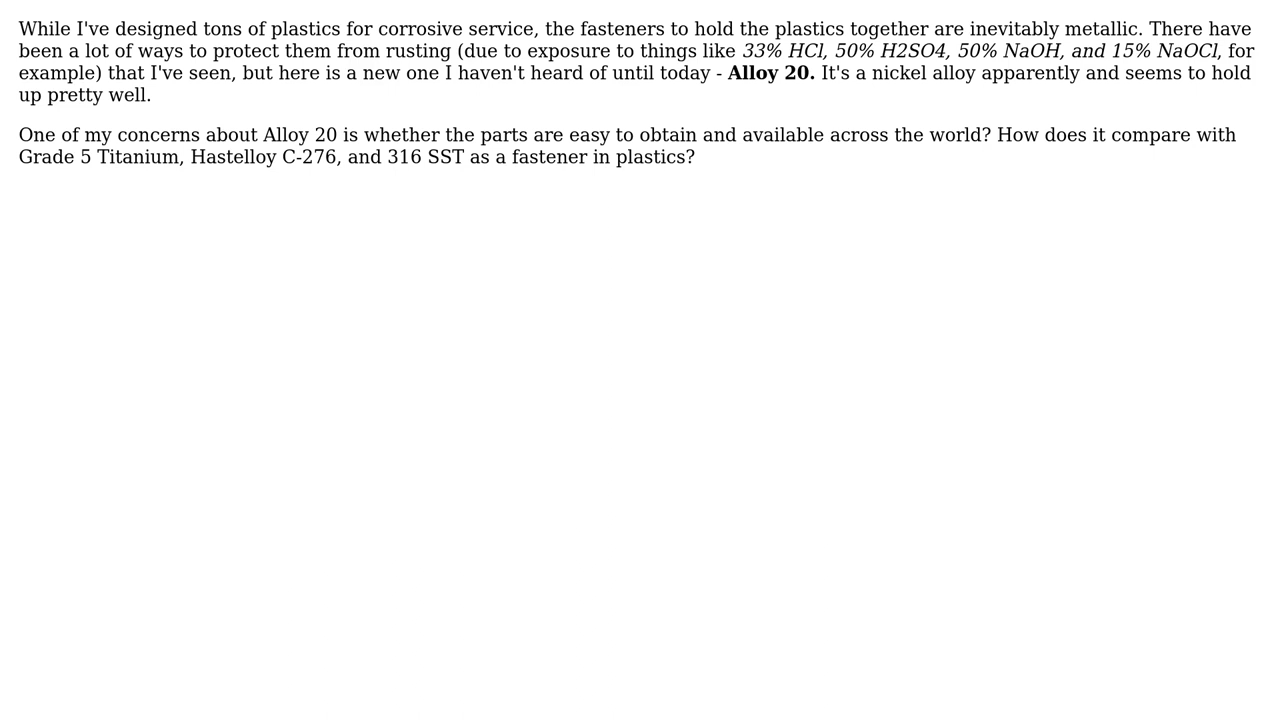 While I've designed tons of plastics for corrosive service, the fasteners to hold the plastics together are inevitably metallic. There have
been a lot of ways to protect them from rusting (due to exposure to things like 33% HCl, 50% H2SO4, 50% NaOH, and 15% NaOCl, for
example) that I've seen, but here is a new one I haven't heard of until today - Alloy 20. It's a nickel alloy apparently and seems to hold
up pretty well.
One of my concerns about Alloy 20 is whether the parts are easy to obtain and available across the world? How does it compare with
Grade 5 Titanium, Hastelloy C-276, and 316 SST as a fastener in plastics?